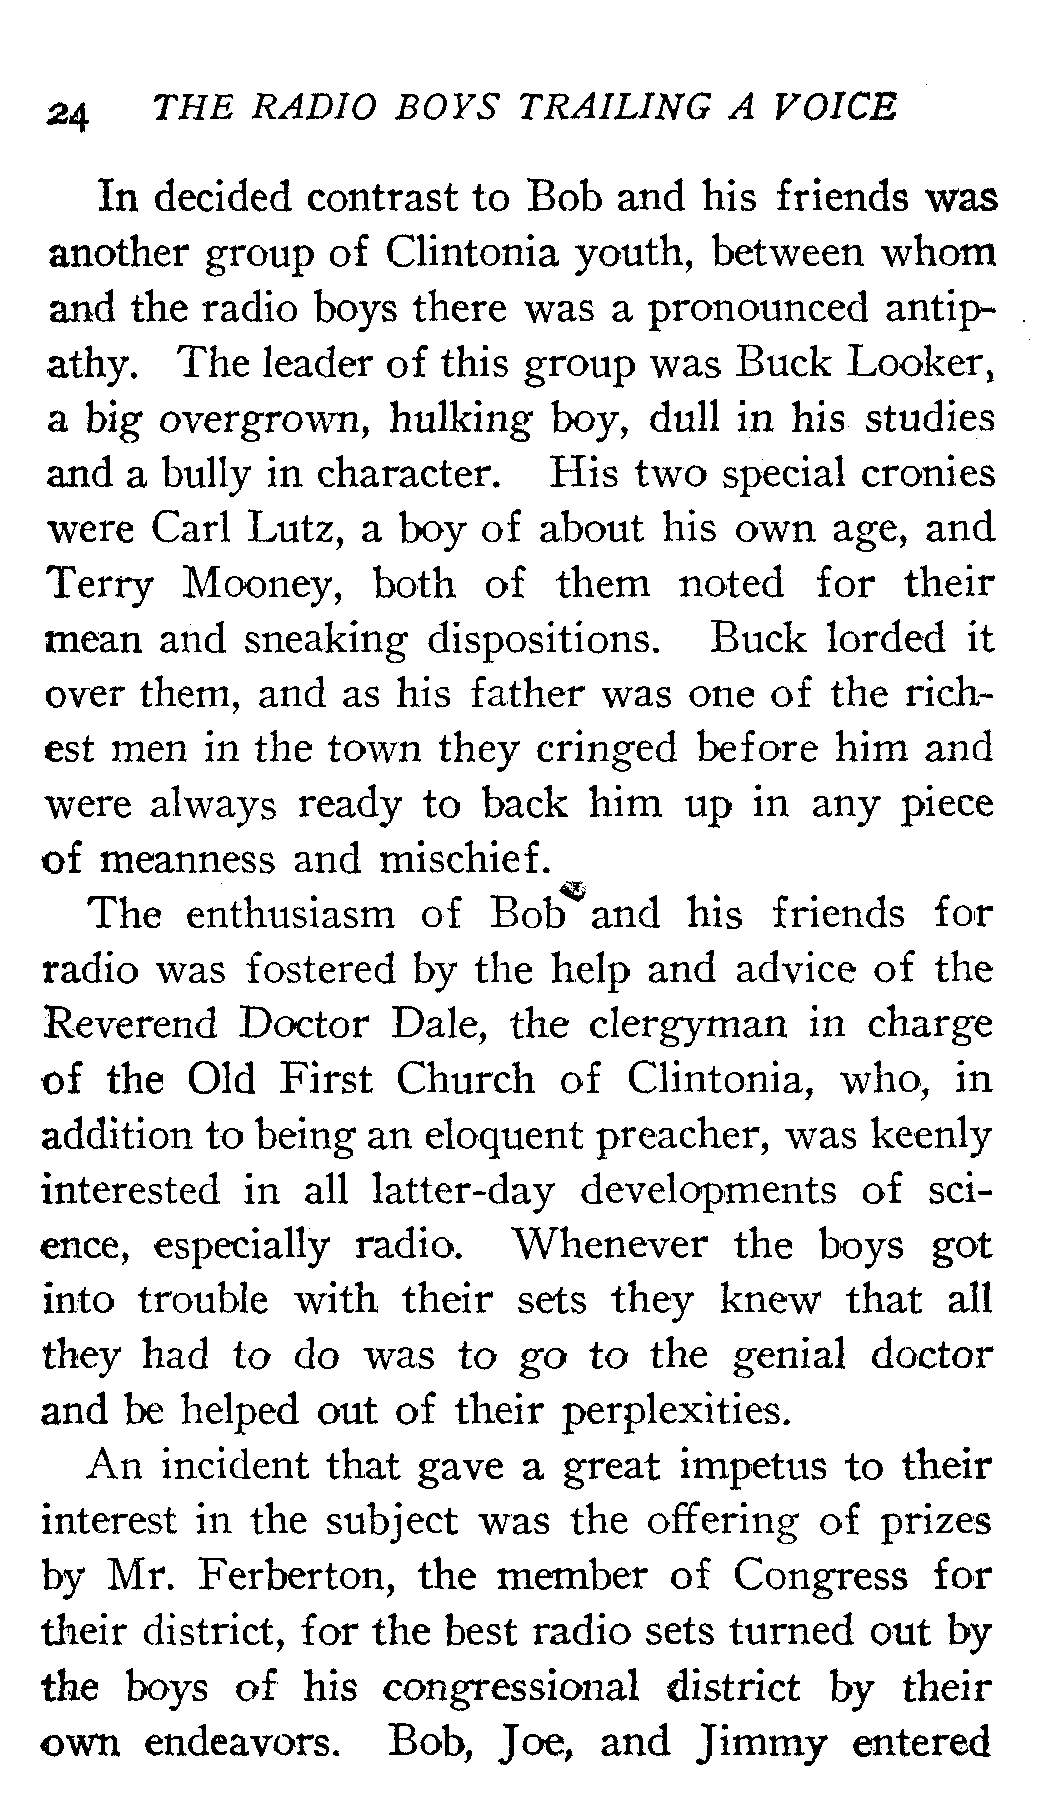 24 THE RADIO BOYS TRAILING A VOICE
In decided contrast to Bob and his friends was
another group of Clintonia youth, between whom
and the radio boys there was a pronounced antip-
athy. The leader of this group was Buck Looker,
a big overgrown, hulking boy, dull in his studies
and a bully in character. His two special cronies
were Carl Lutz, a boy of about his own age, and
Terry Mooney, both of them noted for their
mean and sneaking dispositions. Buck lorded it
over them, and as his father was one of the rich-
est men in the town they cringed before him and
were always ready to back him up in any piece
of meanness and mischief.
The enthusiasm of Bob and his friends for
radio was fostered by the help and advice of the
Reverend Doctor Dale, the clergyman in charge
of the Old First Church of Clintonia, who, in
addition to being an eloquent preacher, was keenly
interested in all latter-day developments of sci-
ence, especially radio. Whenever the boys got
into trouble with their sets they knew that all
they had to do was to go to the genial doctor
and be helped out of their perplexities.
An incident that gave a great impetus to their
interest in the subject was the offering of prizes
by Mr. Ferberton, the member of Congress for
their district, for the best radio sets turned out by
the boys of his congressional district by their
own endeavors. Bob, Joe, and Jimmy entered